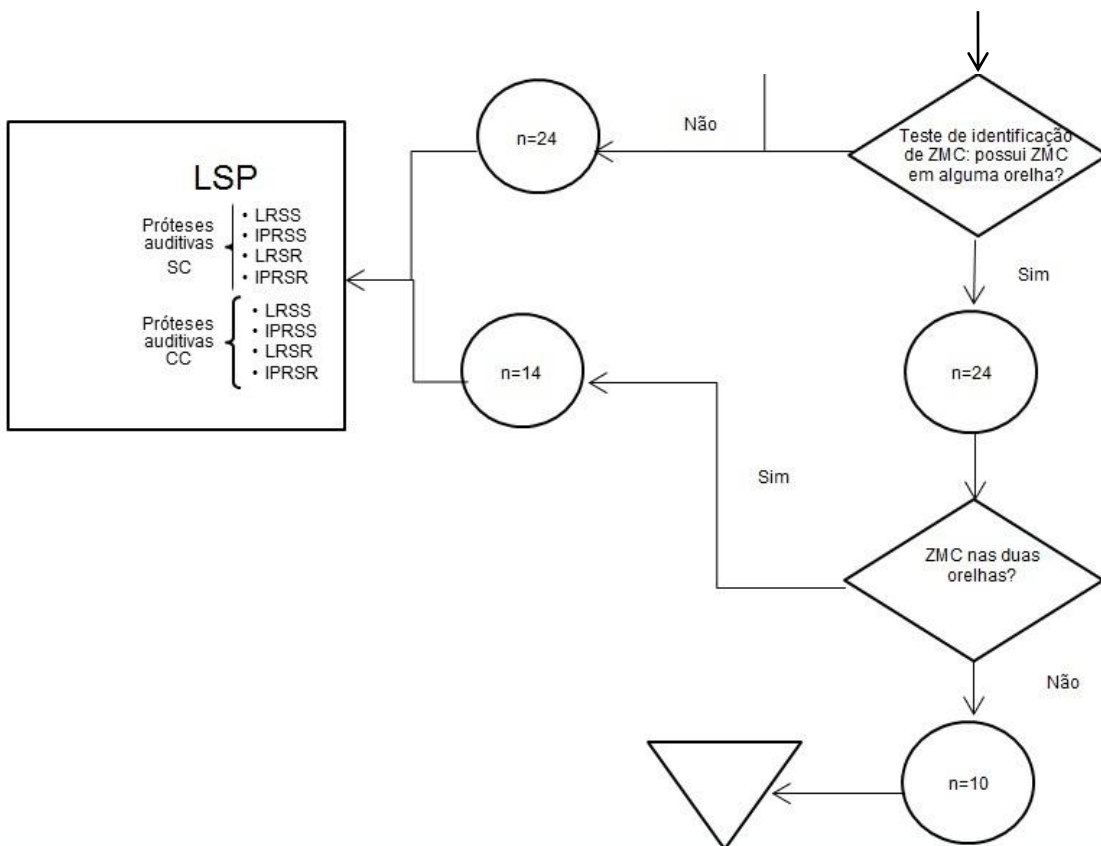 LSP
Próteses
auditivas
SC
• LRSS
• IPRSS
• LRSR
• IPRSR
Próteses
auditivas
CC
• LRSS
• IPRSS
• LRSR
• IPRSR
n=24
Não
Teste de identificação
de ZMC: possui ZMC
em alguma orelha?
Sim
n=24
n=14
Sim
ZMC nas duas
orelhas?
Não
n=10